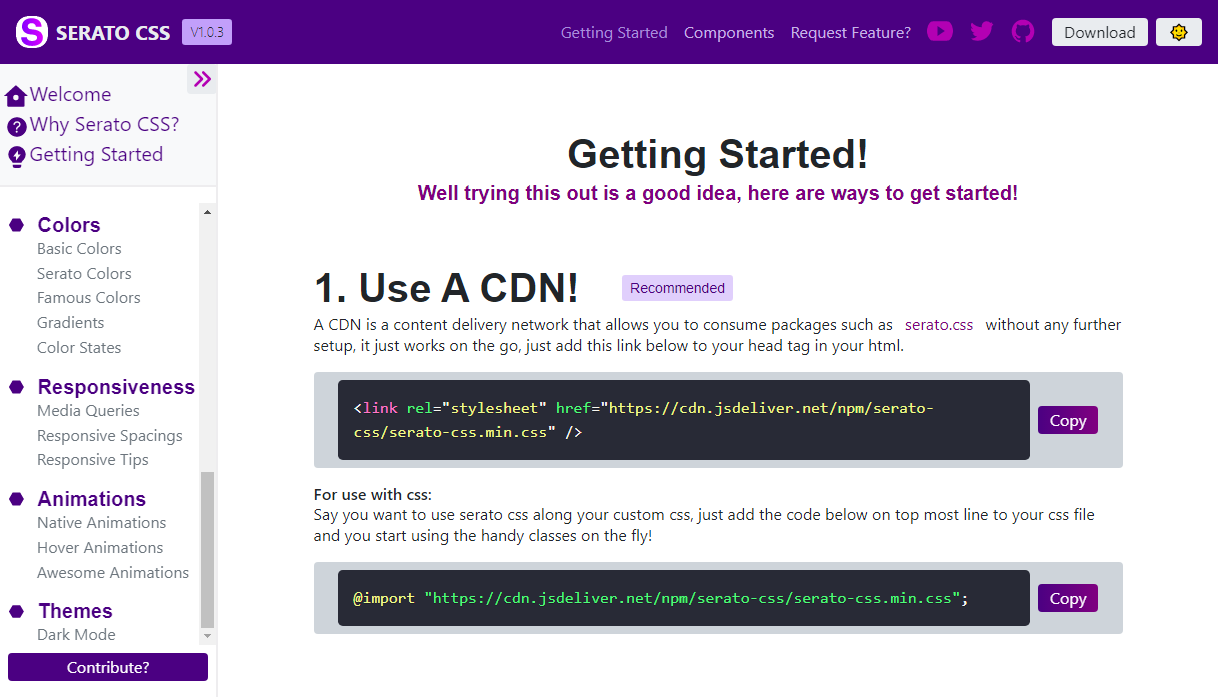 S SERATO CSS V1.0.3 Getting Started Components Request Feature? Download
Welcome
Why Serato CSS?
Getting Started
Colors
Basic Colors
Serato Colors
Famous Colors
Gradients
Color States
Responsiveness
Media Queries
Responsive Spacings
Responsive Tips
Animations
Native Animations
Hover Animations
Awesome Animations
Themes
Dark Mode
Contribute?
Getting Started!
Well trying this out is a good idea, here are ways to get started!
1. Use A CDN! Recommended
A CDN is a content delivery network that allows you to consume packages such as serato.css without any further
setup, it just works on the go, just add this link below to your head tag in your html.
<link rel="stylesheet" href="https://cdn.jsdeliver.net/npm/serato-
css/serato-css.min.css" />
Copy
For use with css:
Say you want to use serato css along your custom css, just add the code below on top most line to your css file
and you start using the handy classes on the fly!
@import "https://cdn.jsdeliver.net/npm/serato-css/serato-css.min.css";
Copy